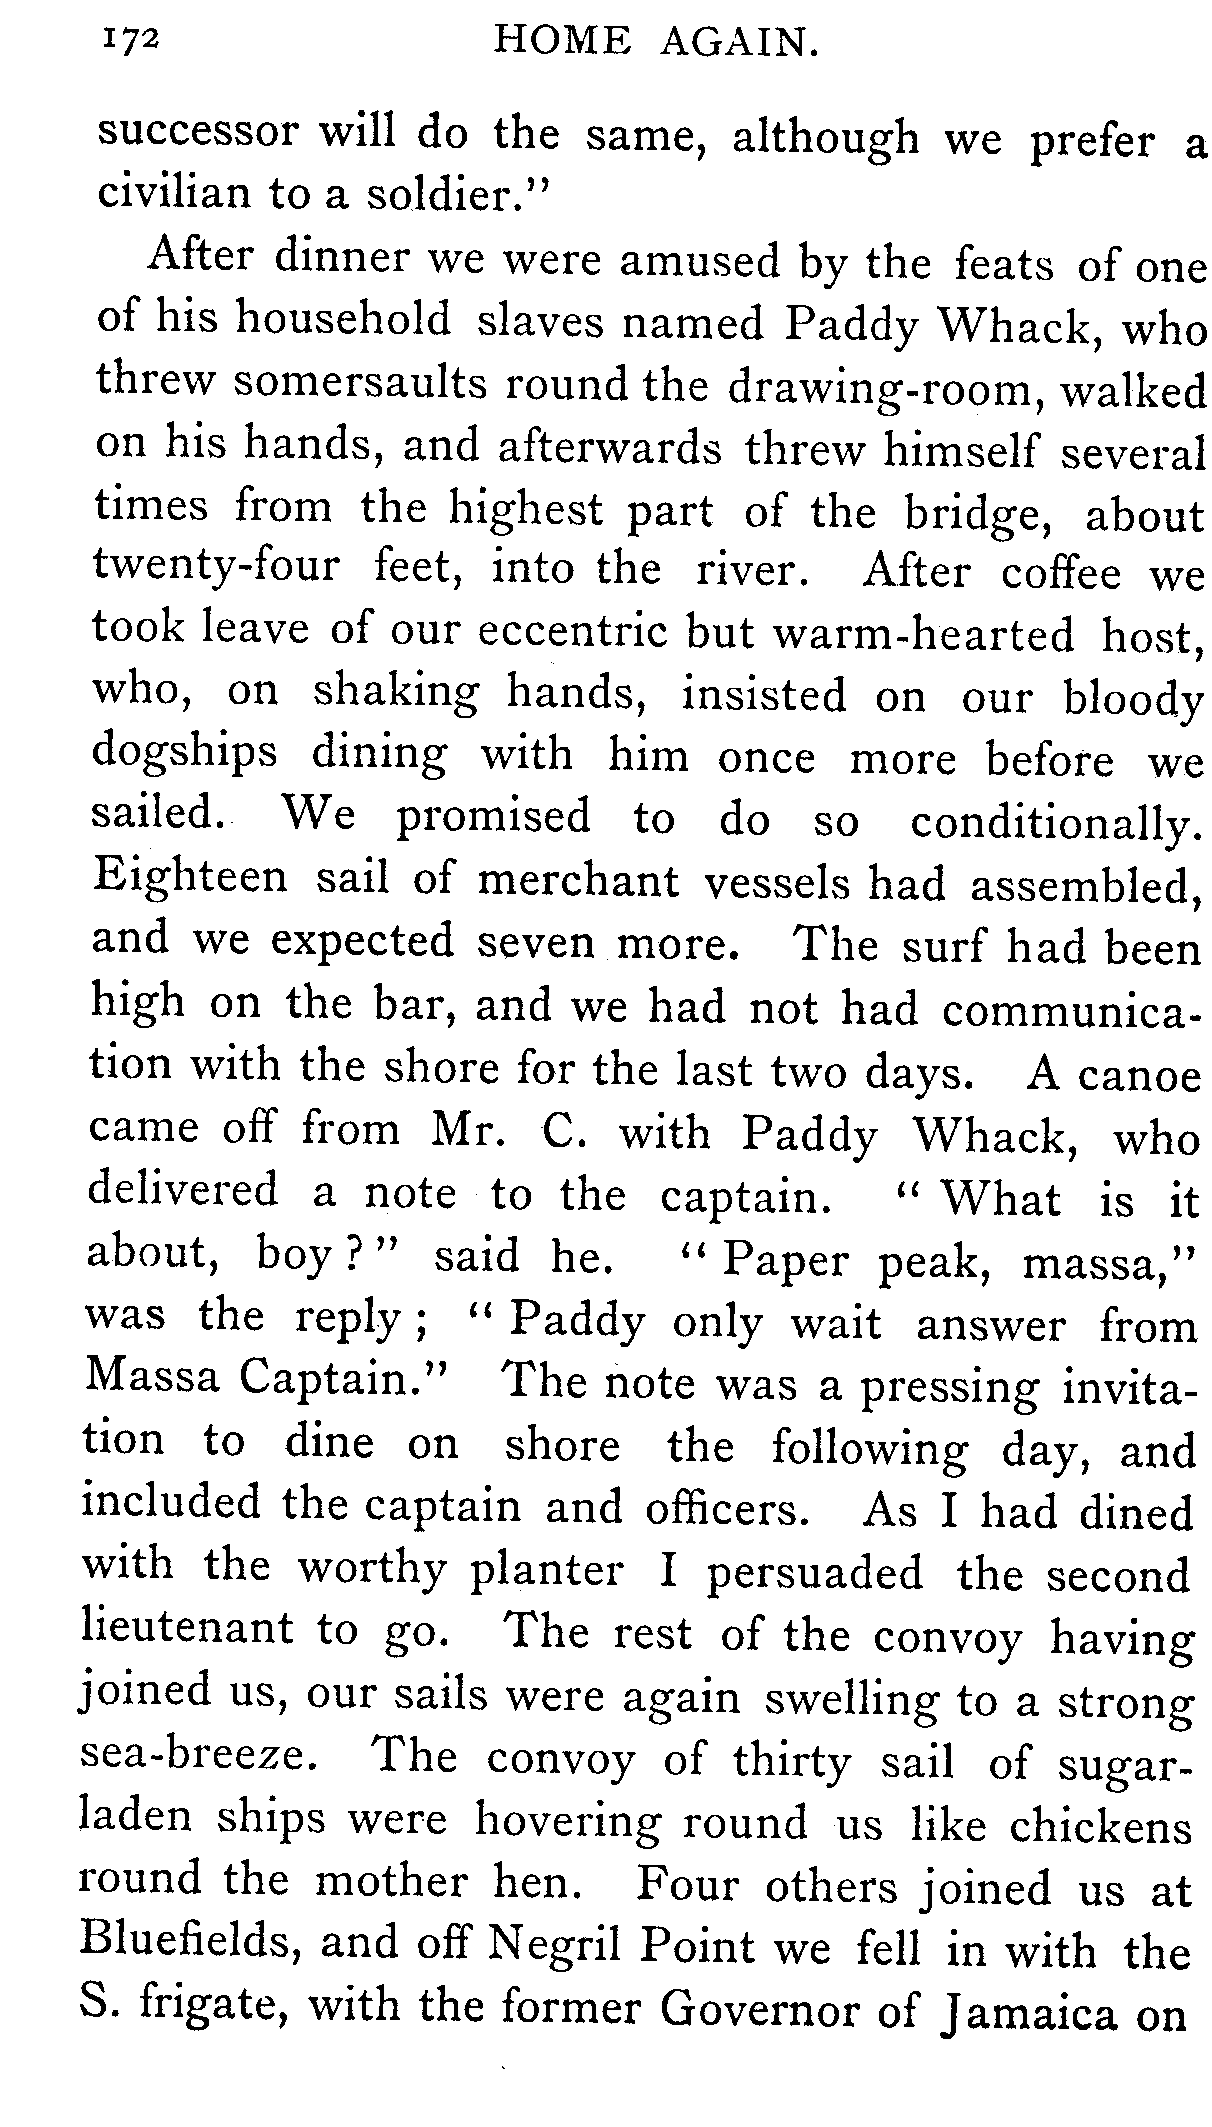 172 HOME AGAIN.
successor will do the same, although we prefer a
civilian to a soldier."
After dinner we were amused by the feats of one
of his household slaves named Paddy Whack, who
threw somersaults round the drawing-room, walked
on his hands, and afterwards threw himself several
times from the highest part of the bridge, about
twenty-four feet, into the river. After coffee we
took leave of our eccentric but warm-hearted host,
who, on shaking hands, insisted on our bloody
dogships dining with him once more before we
sailed. We promised to do so conditionally.
Eighteen sail of merchant vessels had assembled,
and we expected seven more. The surf had been
high on the bar, and we had not had communica-
tion with the shore for the last two days. A canoe
came off from Mr. C. with Paddy Whack, who
delivered a note to the captain. "What is it
about, boy?" said he. "Paper peak, massa,"
was the reply; "Paddy only wait answer from
Massa Captain." The note was a pressing invita-
tion to dine on shore the following day, and
included the captain and officers. As I had dined
with the worthy planter I persuaded the second
lieutenant to go. The rest of the convoy having
joined us, our sails were again swelling to a strong
sea-breeze. The convoy of thirty sail of sugar-
laden ships were hovering round us like chickens
round the mother hen. Four others joined us at
Bluefields, and off Negril Point we fell in with the
S. frigate, with the former Governor of Jamaica on